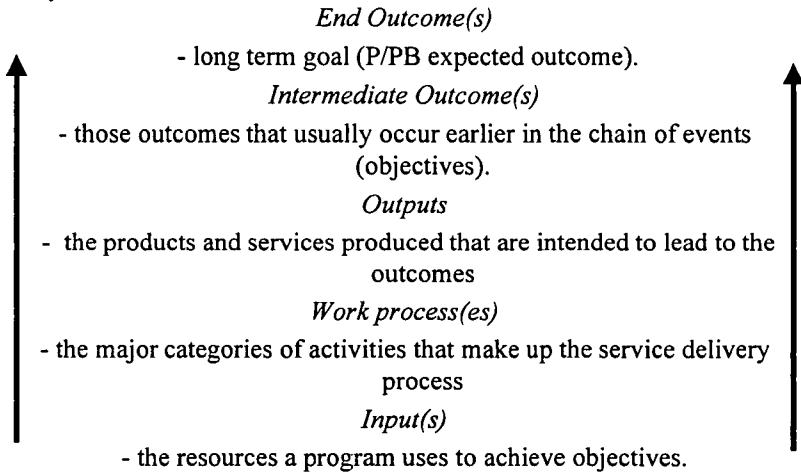 End Outcome(s)
- long term goal (P/PB expected outcome).
Intermediate Outcome(s)
- those outcomes that usually occur earlier in the chain of events
(objectives).
Outputs
- the products and services produced that are intended to lead to the
outcomes
Work process(es)
- the major categories of activities that make up the service delivery
process
Input(s)
- the resources a program uses to achieve objectives.